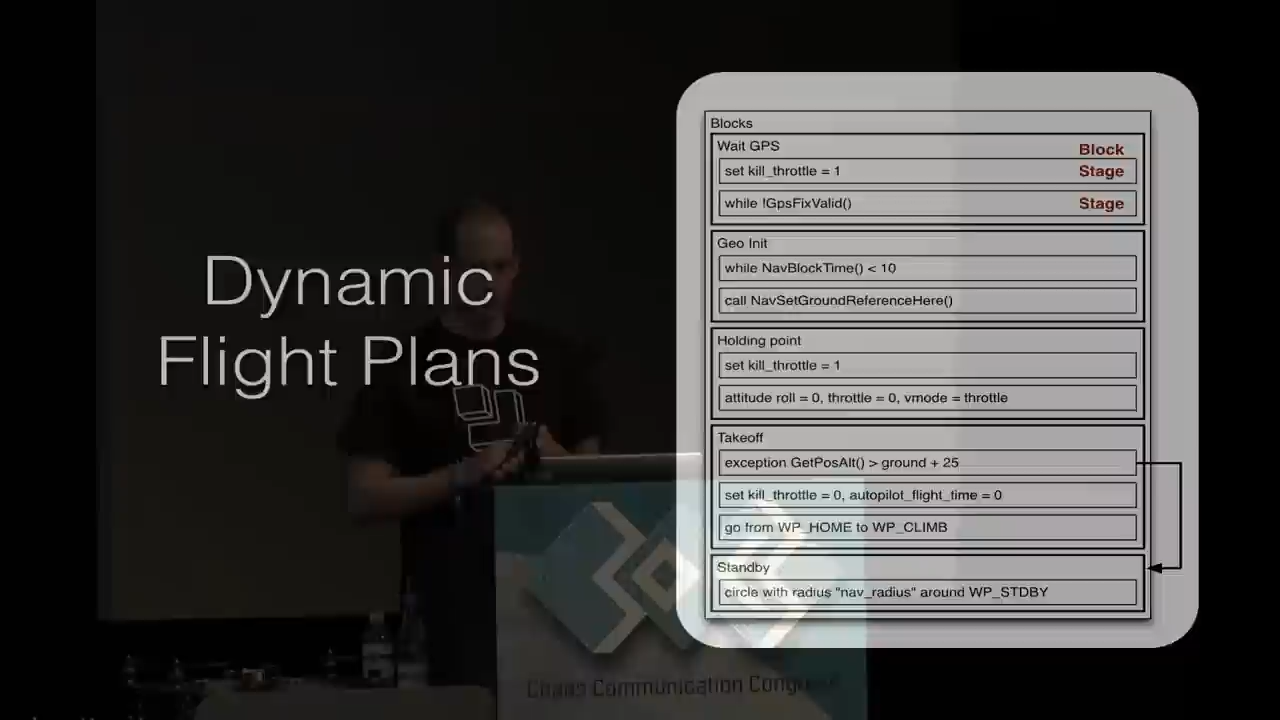 Dynamic
Flight Plans
Blocks
Wait GPS
Block
set kill_throttle = 1
Stage
while !GpsFixValid()
Stage
Geo Init
while NavBlockTime() < 10
call NavSetGroundReferenceHere()
Holding point
set kill_throttle = 1
attitude roll = 0, throttle = 0, vmode = throttle
Takeoff
exception GetPosAlt() > ground + 25
set kill_throttle = 0, autopilot_flight_time = 0
go from WP_HOME to WP_CLIMB
Standby
circle with radius "nav_radius" around WP_STDBY
Chaos Communication Congress